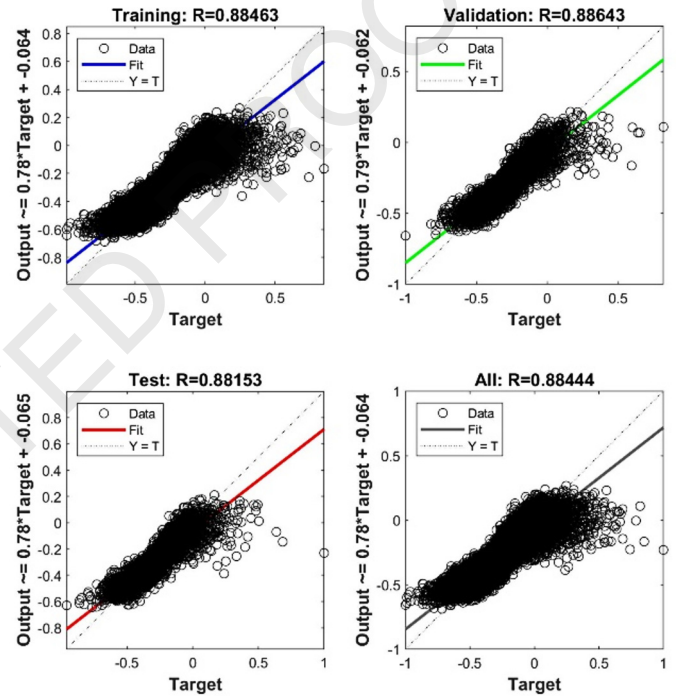 Training: R=0.88463
Output ~= 0.78*Target + -0.064
0.8
0.6
0.4
0.2
0
-0.2
-0.4
-0.6
-0.8
Data
Fit
Y = T
-0.5
0
0.5
Target
Validation: R=0.88643
Output ~= 0.79*Target + -0.062
0.5
0
-0.5
-1
Data
Fit
Y = T
-1
-0.5
0
0.5
Target
Test: R=0.88153
Output ~= 0.78*Target + -0.065
0.8
0.6
0.4
0.2
0
-0.2
-0.4
-0.6
-0.8
Data
Fit
Y = T
-0.5
0
0.5
1
Target
All: R=0.88444
Output ~= 0.78*Target + -0.064
1
0.5
0
-0.5
-1
Data
Fit
Y = T
-1
-0.5
0
0.5
1
Target
TED PROO